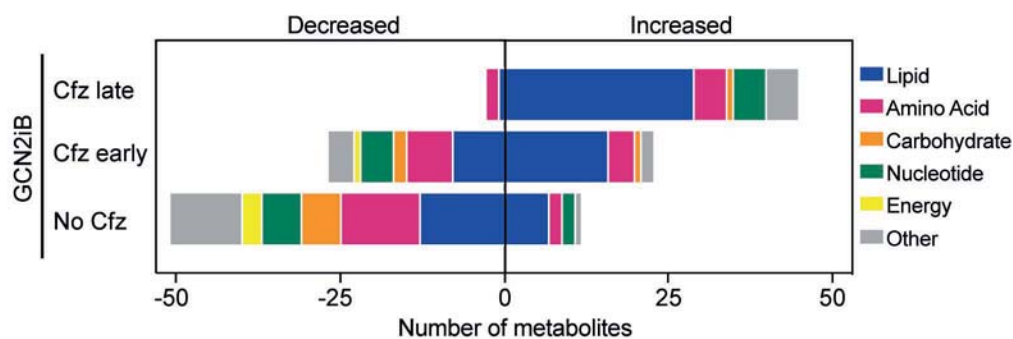 Decreased
Increased
GCN2iB
Cfz late
Cfz early
No Cfz
Lipid
Amino Acid
Carbohydrate
Nucleotide
Energy
Other
-50
-25
0
25
50
Number of metabolites